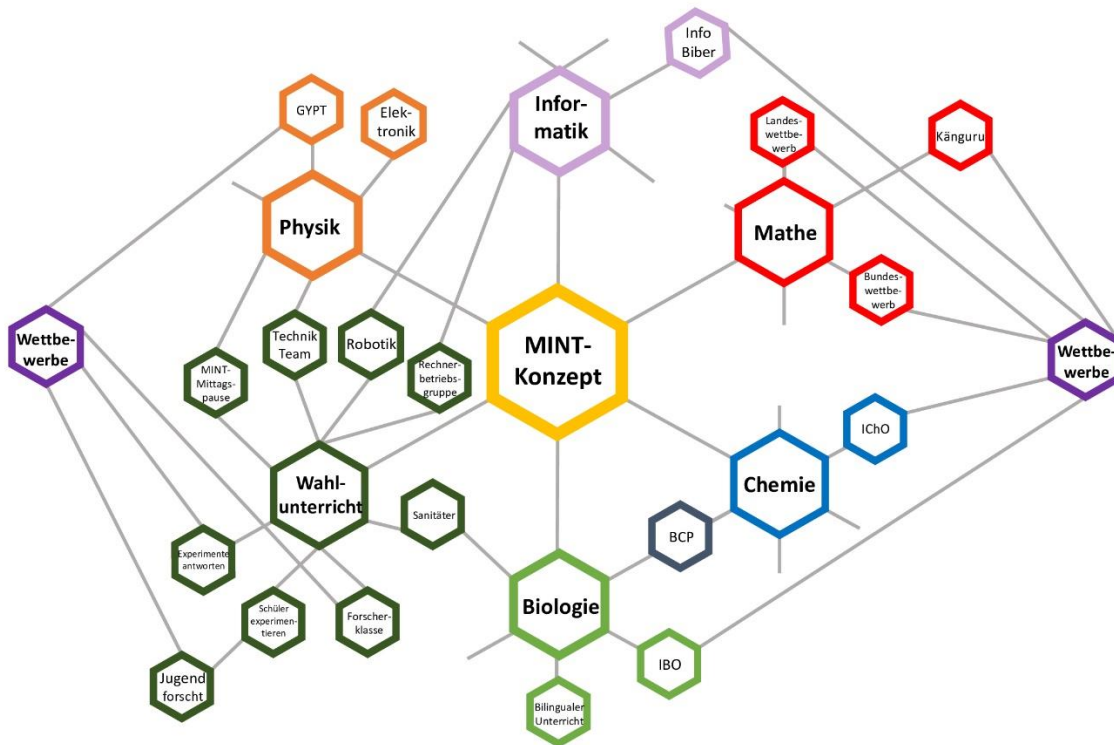 Info
Biber
GYPT
Elek-
tronik
Infor-
matik
Landes-
wettbe-
werb
Känguru
Physik
Mathe
Bundes-
wettbe-
werb
Wettbe-
werbe
MINT-
Mittags-
pause
Technik
Team
Robotik
Rechner-
betriebs-
gruppe
MINT-
Konzept
Wettbe-
werbe
IChO
Wahl-
unterricht
Sanitäter
Chemie
BCP
Experimente
antworten
Schüler
experimen-
tieren
Forscher-
klasse
Biologie
IBO
Jugend
forscht
Bilingualer
Unterricht